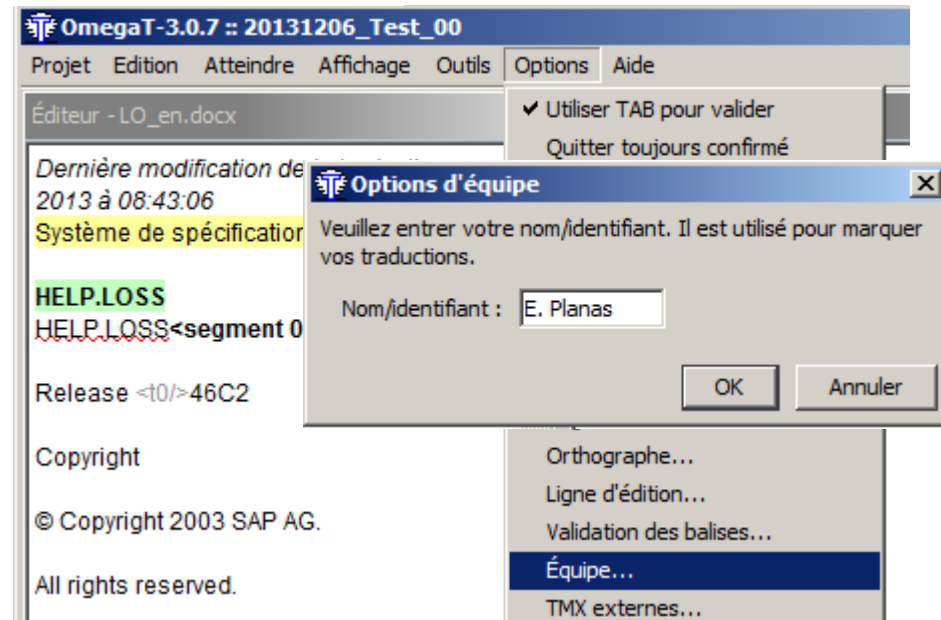 OmegaT-3.0.7 :: 20131206_Test_00
Projet Edition Atteindre Affichage Outils Options Aide
Éditeur - LO_en.docx
✔ Utiliser TAB pour valider
Quitter toujours confirmé
Dernière modification de
2013 à 08:43:06
Système de spécification
HELP.LOSS
HELP.LOSS<segment 0
Release <t0/>46C2
Copyright
© Copyright 2003 SAP AG.
All rights reserved.
Options d'équipe
Veuillez entrer votre nom/identifiant. Il est utilisé pour marquer
vos traductions.
Nom/identifiant : E. Planas
OK Annuler
Orthographe...
Ligne d'édition...
Validation des balises...
Équipe...
TMX externes...